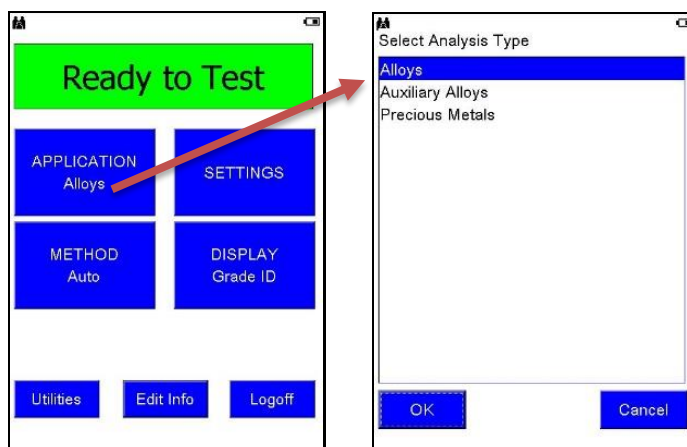 Ready to Test
APPLICATION
Alloys
SETTINGS
METHOD
Auto
DISPLAY
Grade ID
Utilities
Edit Info
Logoff
Select Analysis Type
Alloys
Auxiliary Alloys
Precious Metals
OK
Cancel